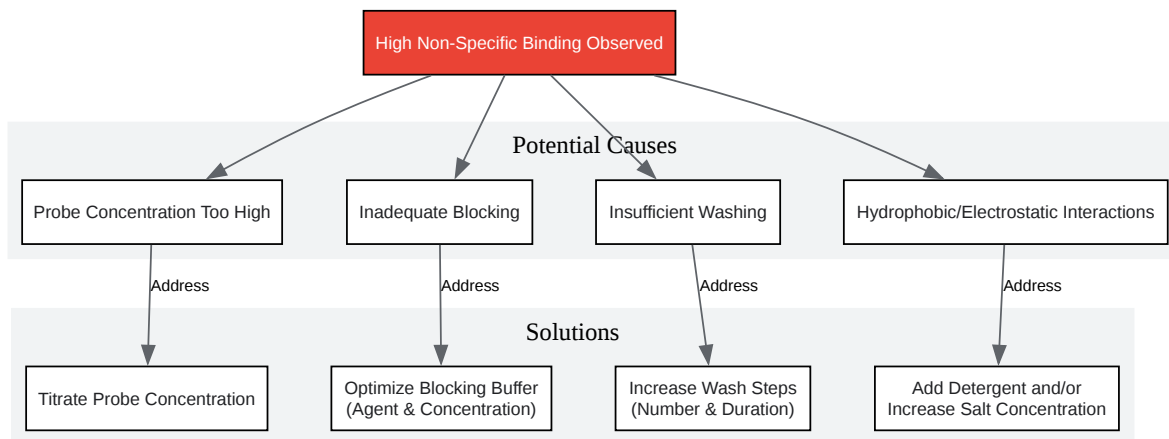 High Non-Specific Binding Observed
Potential Causes
Probe Concentration Too High
Inadequate Blocking
Insufficient Washing
Hydrophobic/Electrostatic Interactions
Address
Address
Address
Address
Solutions
Titrate Probe Concentration
Optimize Blocking Buffer
(Agent & Concentration)
Increase Wash Steps
(Number & Duration)
Add Detergent and/or
Increase Salt Concentration